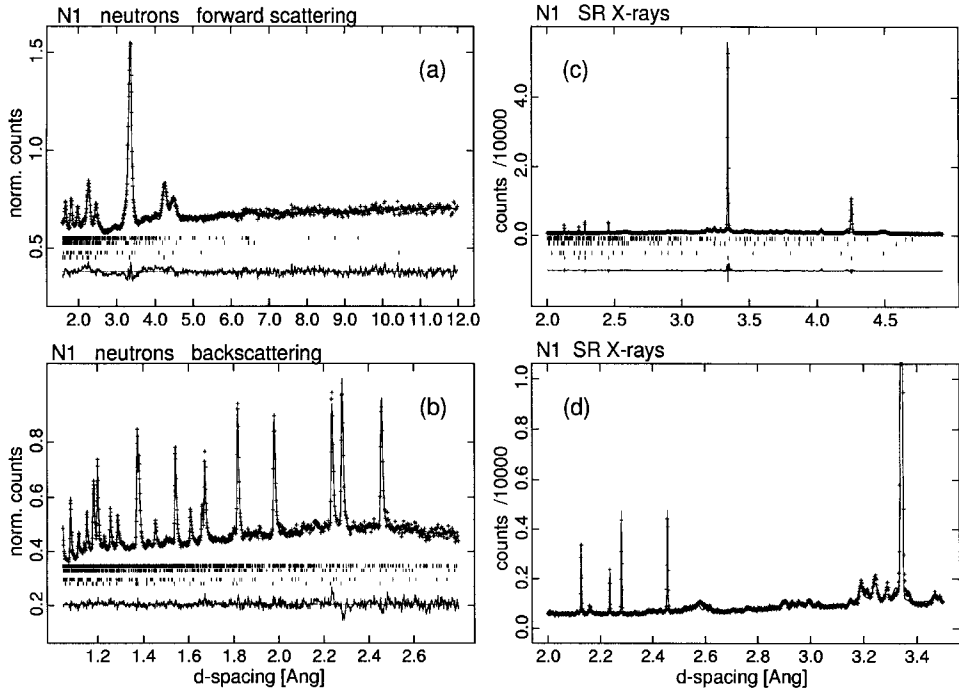 N1 neutrons forward scattering
(a)
norm. counts
1.5
1.0
0.5
2.0 3.0 4.0 5.0 6.0 7.0 8.0 9.0 10.0 11.0 12.0
N1 SR X-rays
(c)
counts /10000
4.0
2.0
0.0
2.0 2.5 3.0 3.5 4.0 4.5
N1 neutrons backscattering
(b)
norm. counts
0.8
0.6
0.4
0.2
1.2 1.4 1.6 1.8 2.0 2.2 2.4 2.6
d-spacing [Ang]
N1 SR X-rays
(d)
counts /10000
1.0
0.8
0.6
0.4
0.2
0.0
2.0 2.2 2.4 2.6 2.8 3.0 3.2 3.4
d-spacing [Ang]